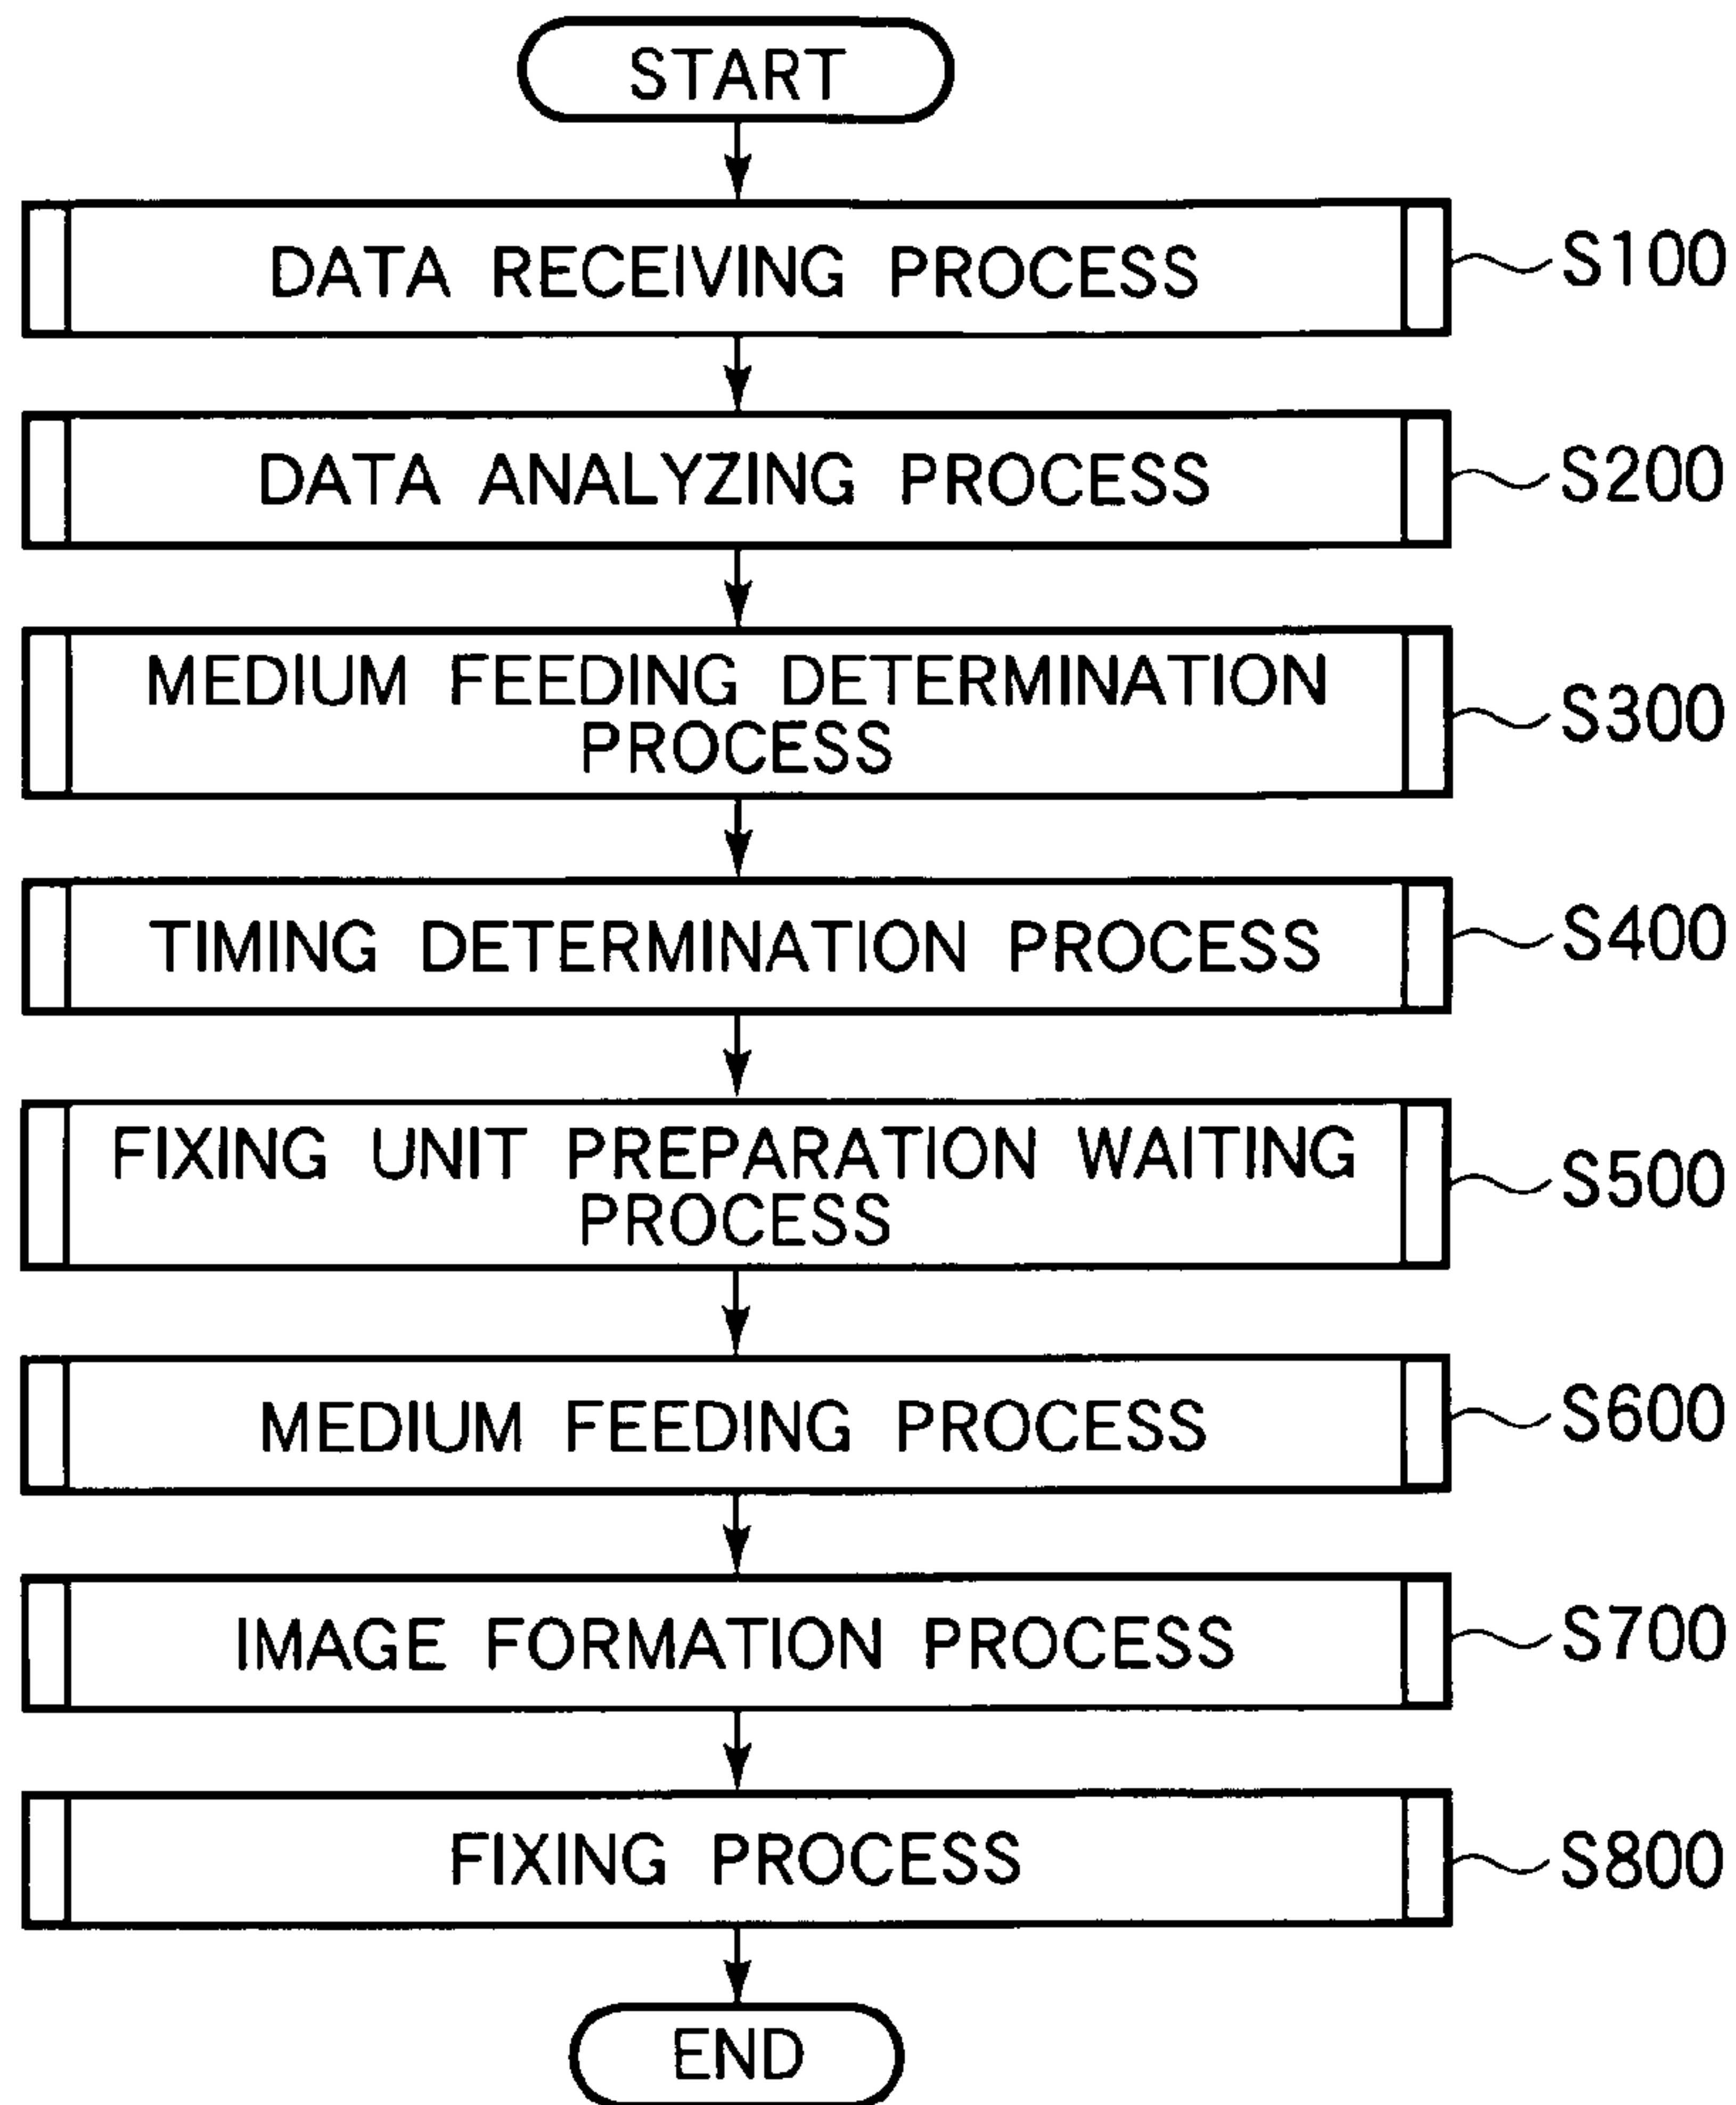 START
DATA RECEIVING PROCESS
S100
DATA ANALYZING PROCESS
S200
MEDIUM FEEDING DETERMINATION
PROCESS
S300
TIMING DETERMINATION PROCESS
S400
FIXING UNIT PREPARATION WAITING
PROCESS
S500
MEDIUM FEEDING PROCESS
S600
IMAGE FORMATION PROCESS
S700
FIXING PROCESS
S800
END